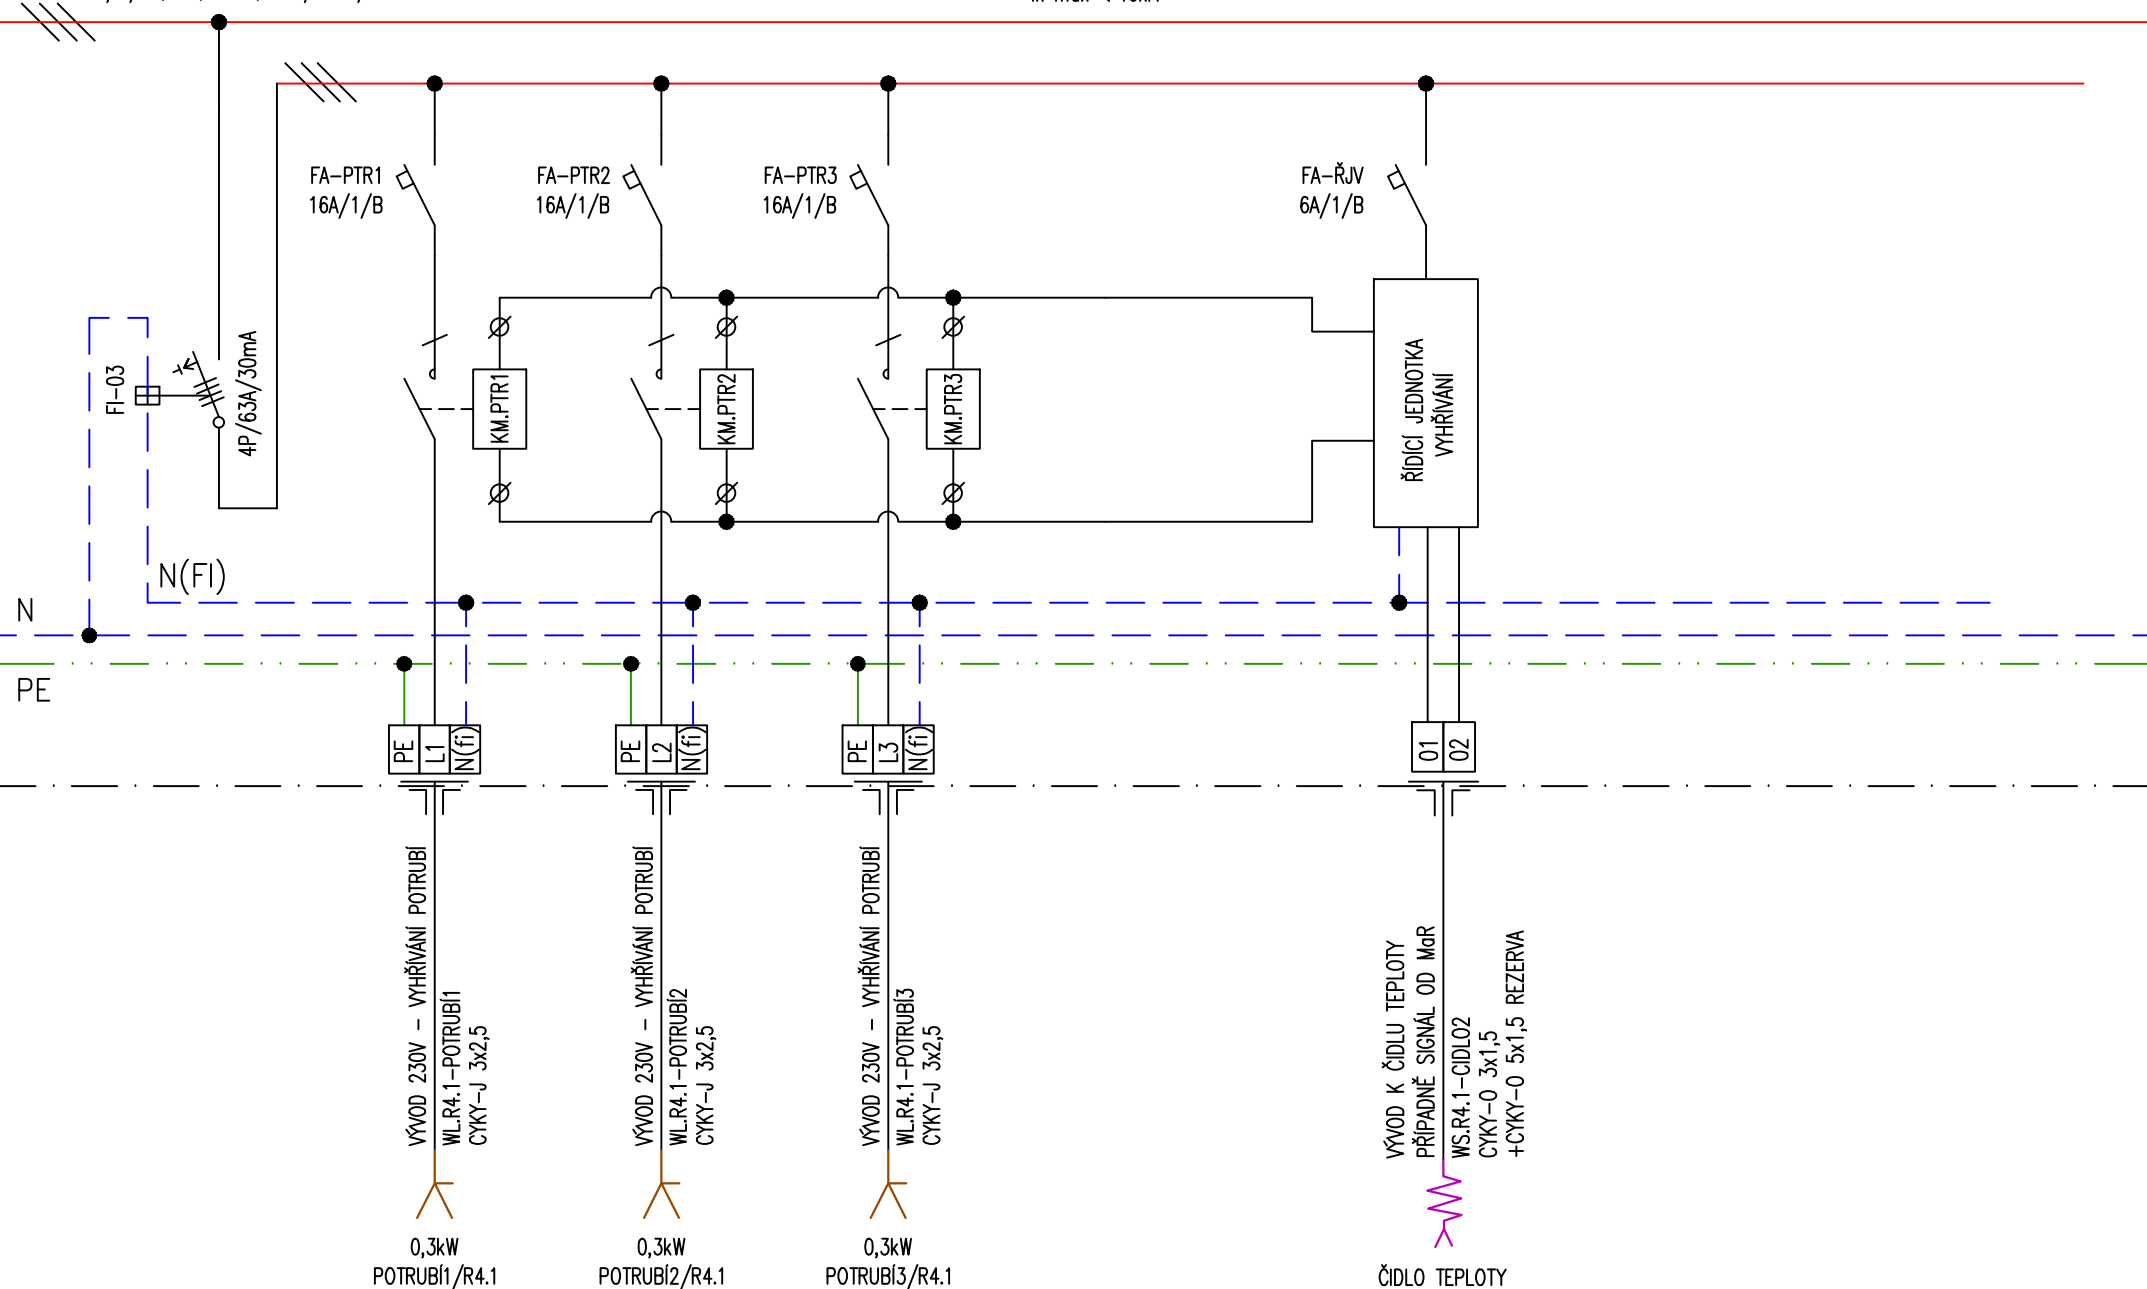 FA-PTR1
16A/1/B
FA-PTR2
16A/1/B
FA-PTR3
16A/1/B
FA-ŘJV
6A/1/B
FI-03
4P/63A/30mA
KM.PTR1
KM.PTR2
KM.PTR3
ŘÍDÍCÍ JEDNOTKA
VYHŘÍVÁNÍ
N(FI)
N
PE
PE
L1
N(fi)
PE
L2
N(fi)
PE
L3
N(fi)
01
02
VÝVOD 230V - VYHŘÍVÁNÍ POTRUBÍ
WL.R4.1-POTRUBÍ1
CYKY-J 3x2,5
VÝVOD 230V - VYHŘÍVÁNÍ POTRUBÍ
WL.R4.1-POTRUBÍ2
CYKY-J 3x2,5
VÝVOD 230V - VYHŘÍVÁNÍ POTRUBÍ
WL.R4.1-POTRUBÍ3
CYKY-J 3x2,5
VÝVOD K ČIDLU TEPLOTY
PŘÍPADNĚ SIGNÁL OD MaR
WS.R4.1-CIDLO2
CYKY-O 3x1,5
+CYKY-O 5x1,5 REZERVA
0,3kW
POTRUBÍ1/R4.1
0,3kW
POTRUBÍ2/R4.1
0,3kW
POTRUBÍ3/R4.1
ČIDLO TEPLOTY